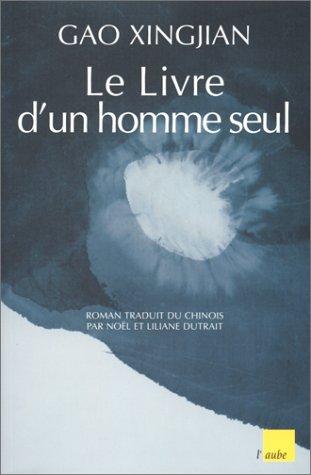 GAO XINGJIAN
Le Livre
d'un homme seul
ROMAN TRADUIT DU CHINOIS
PAR NOËL ET LILIANE DUTRAIT
l'aube